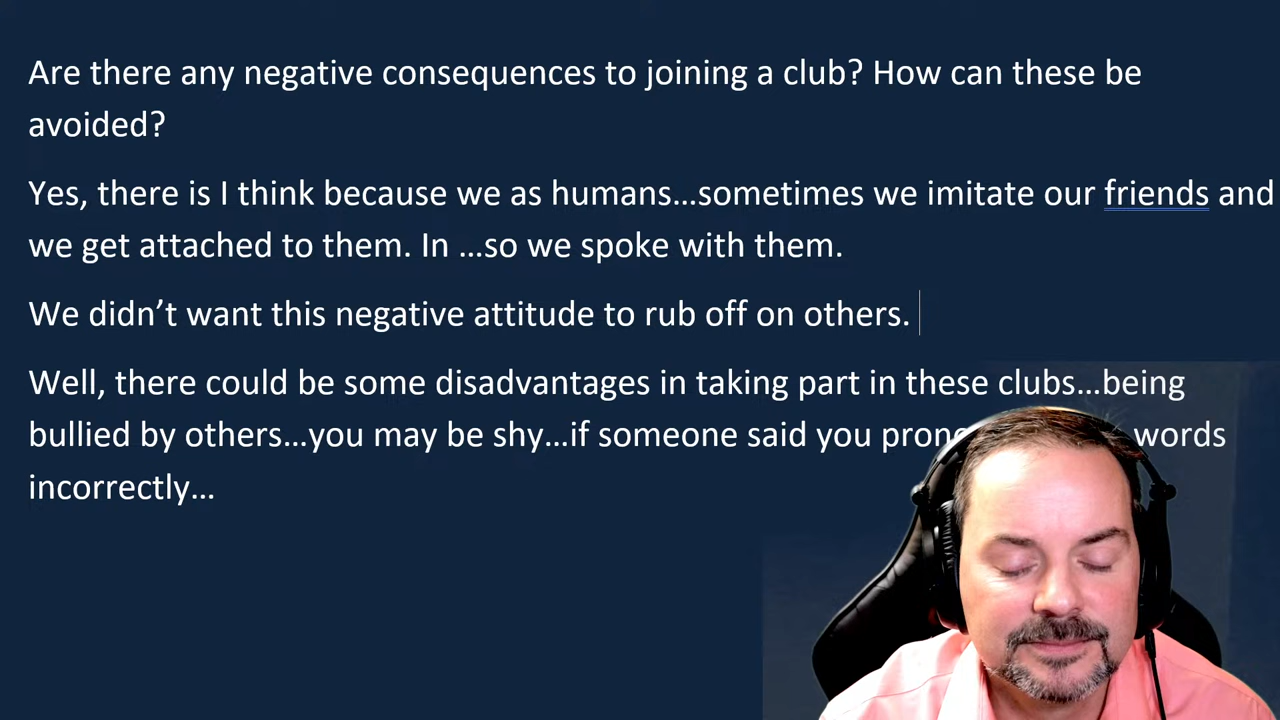 Are there any negative consequences to joining a club? How can these be
avoided?
Yes, there is I think because we as humans…sometimes we imitate our friends and
we get attached to them. In …so we spoke with them.
We didn’t want this negative attitude to rub off on others.
Well, there could be some disadvantages in taking part in these clubs…being
bullied by others…you may be shy…if someone said you words
incorrectly…